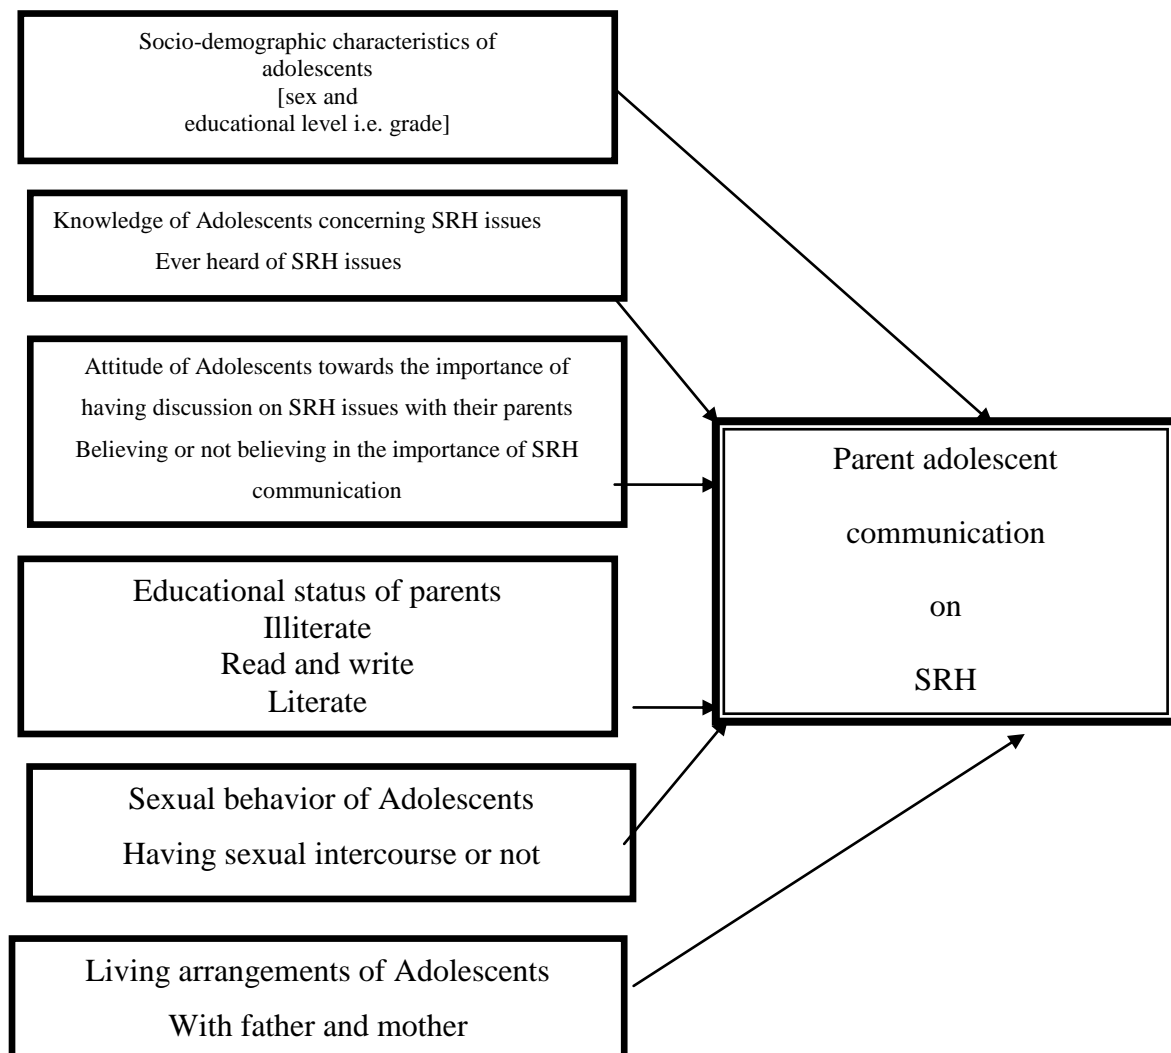 Socio-demographic characteristics of
adolescents
[sex and
educational level i.e. grade]
Knowledge of Adolescents concerning SRH issues
Ever heard of SRH issues
Attitude of Adolescents towards the importance of
having discussion on SRH issues with their parents
Believing or not believing in the importance of SRH
communication
Educational status of parents
Illiterate
Read and write
Literate
Sexual behavior of Adolescents
Having sexual intercourse or not
Living arrangements of Adolescents
With father and mother
Parent adolescent
communication
on
SRH